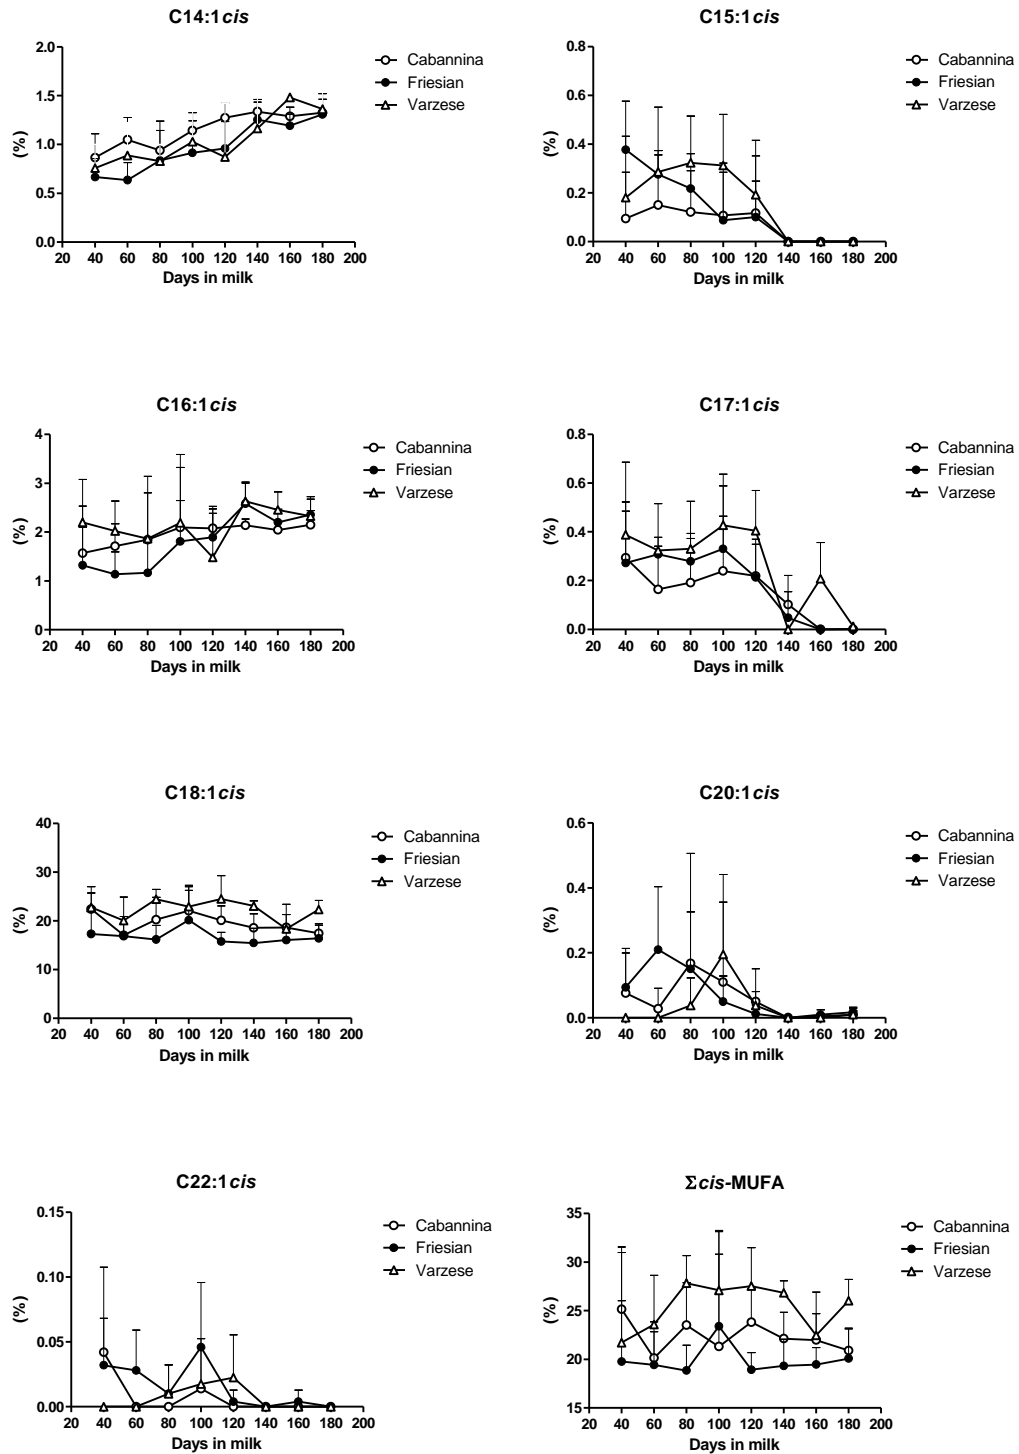 C14:1cis
2.0
1.5
1.0
0.5
0.0
(%)
20 40 60 80 100 120 140 160 180 200
Days in milk
Cabannina
Friesian
Varzese
C15:1cis
0.8
0.6
0.4
0.2
0.0
(%)
20 40 60 80 100 120 140 160 180 200
Days in milk
Cabannina
Friesian
Varzese
C16:1cis
4
3
2
1
0
(%)
20 40 60 80 100 120 140 160 180 200
Days in milk
Cabannina
Friesian
Varzese
C17:1cis
0.8
0.6
0.4
0.2
0.0
(%)
20 40 60 80 100 120 140 160 180 200
Days in milk
Cabannina
Friesian
Varzese
C18:1cis
40
30
20
10
0
(%)
20 40 60 80 100 120 140 160 180 200
Days in milk
Cabannina
Friesian
Varzese
C20:1cis
0.6
0.4
0.2
0.0
(%)
20 40 60 80 100 120 140 160 180 200
Days in milk
Cabannina
Friesian
Varzese
C22:1cis
0.15
0.10
0.05
0.00
(%)
20 40 60 80 100 120 140 160 180 200
Days in milk
Cabannina
Friesian
Varzese
Σcis-MUFA
35
30
25
20
15
(%)
20 40 60 80 100 120 140 160 180 200
Days in milk
Cabannina
Friesian
Varzese